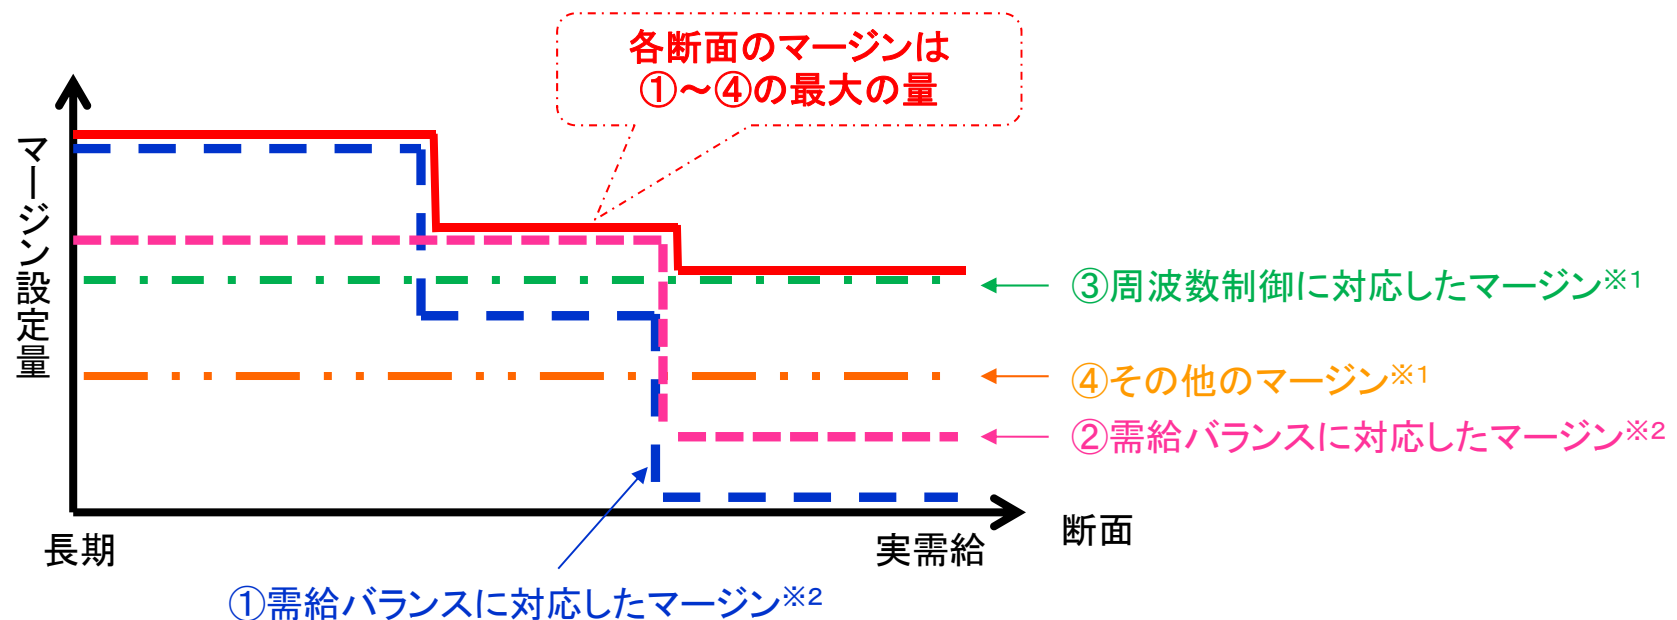 各断面のマージンは
①～④の最大の量
マージン設定量
③周波数制御に対応したマージン※1
④その他のマージン※1
②需給バランスに対応したマージン※2
長期
実需給
断面
①需給バランスに対応したマージン※2